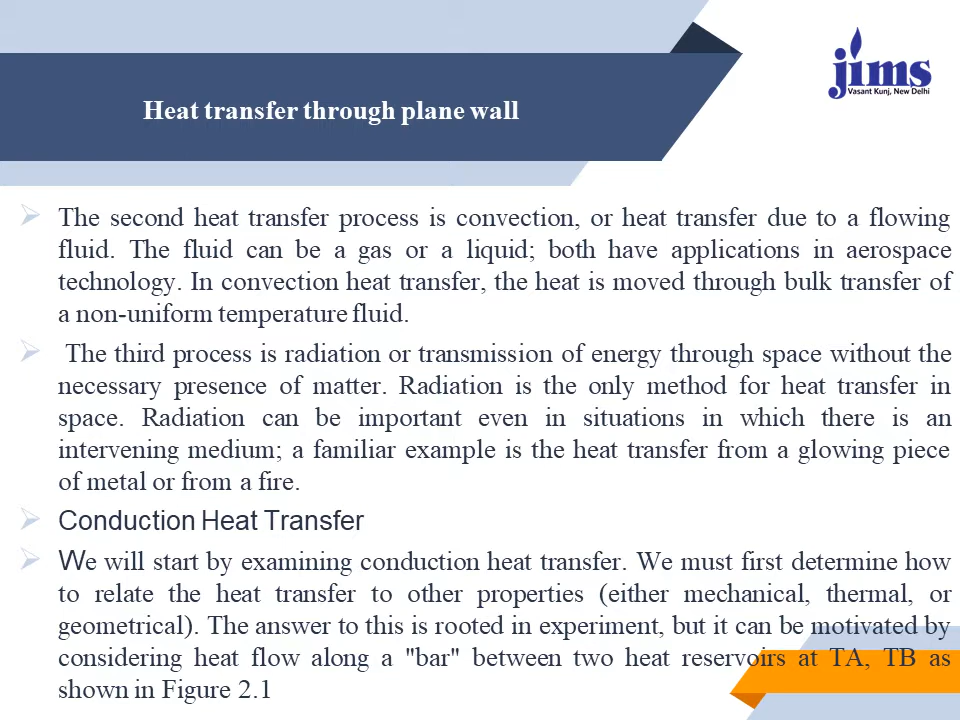 jims
Vasant Kunj, New Delhi
Heat transfer through plane wall
The second heat transfer process is convection, or heat transfer due to a flowing
fluid. The fluid can be a gas or a liquid; both have applications in aerospace
technology. In convection heat transfer, the heat is moved through bulk transfer of
a non-uniform temperature fluid.
The third process is radiation or transmission of energy through space without the
necessary presence of matter. Radiation is the only method for heat transfer in
space. Radiation can be important even in situations in which there is an
intervening medium; a familiar example is the heat transfer from a glowing piece
of metal or from a fire.
Conduction Heat Transfer
We will start by examining conduction heat transfer. We must first determine how
to relate the heat transfer to other properties (either mechanical, thermal, or
geometrical). The answer to this is rooted in experiment, but it can be motivated by
considering heat flow along a "bar" between two heat reservoirs at TA, TB as
shown in Figure 2.1